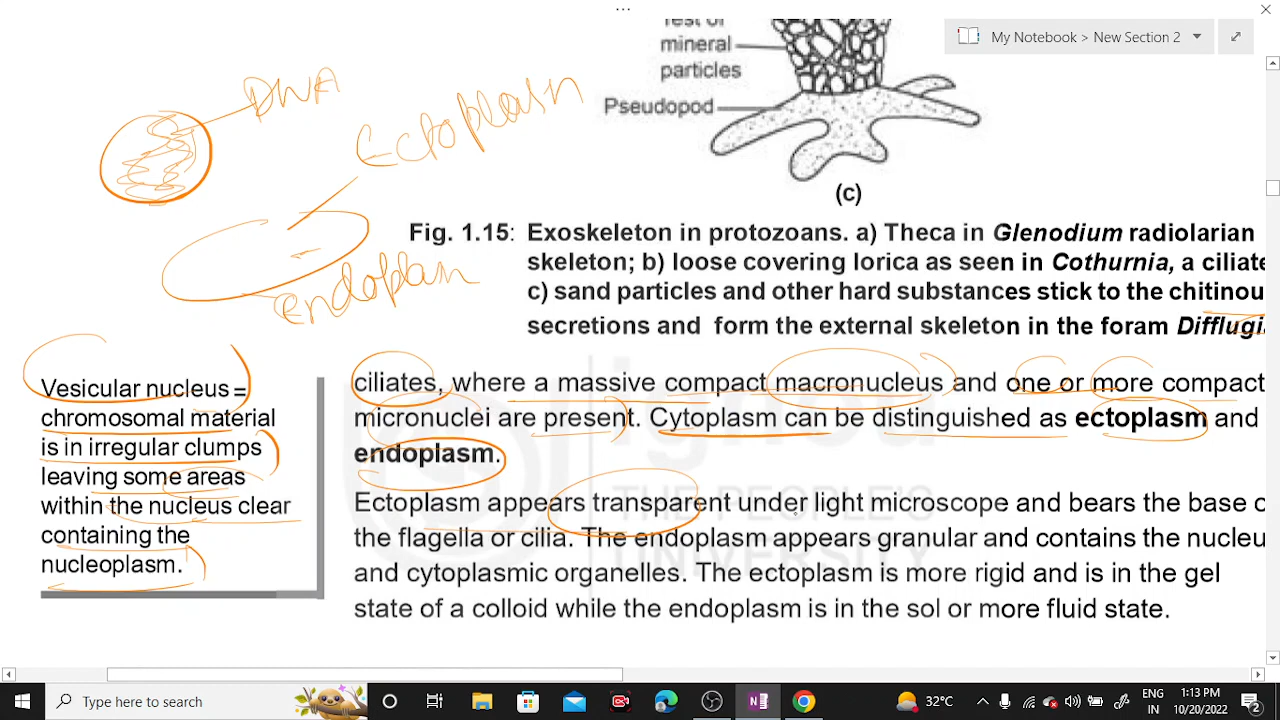 My Notebook > New Section 2
Test of
mineral
particles
Pseudopod
(c)
DNA
Ectoplasm
endoplasm
Fig. 1.15: Exoskeleton in protozoans. a) Theca in Glenodium radiolarian
skeleton; b) loose covering lorica as seen in Cothurnia, a ciliate
c) sand particles and other hard substances stick to the chitinou
secretions and form the external skeleton in the foram Difflugi
Vesicular nucleus =
chromosomal material
is in irregular clumps
leaving some areas
within the nucleus clear
containing the
nucleoplasm.
ciliates, where a massive compact macronucleus and one or more compact
micronuclei are present. Cytoplasm can be distinguished as ectoplasm and
endoplasm.
Ectoplasm appears transparent under light microscope and bears the base o
the flagella or cilia. The endoplasm appears granular and contains the nucleu
and cytoplasmic organelles. The ectoplasm is more rigid and is in the gel
state of a colloid while the endoplasm is in the sol or more fluid state.
ignou
THE PEOPLE'S
UNIVERSITY
Type here to search
32°C
ENG
IN
1:13 PM
10/20/2022
2